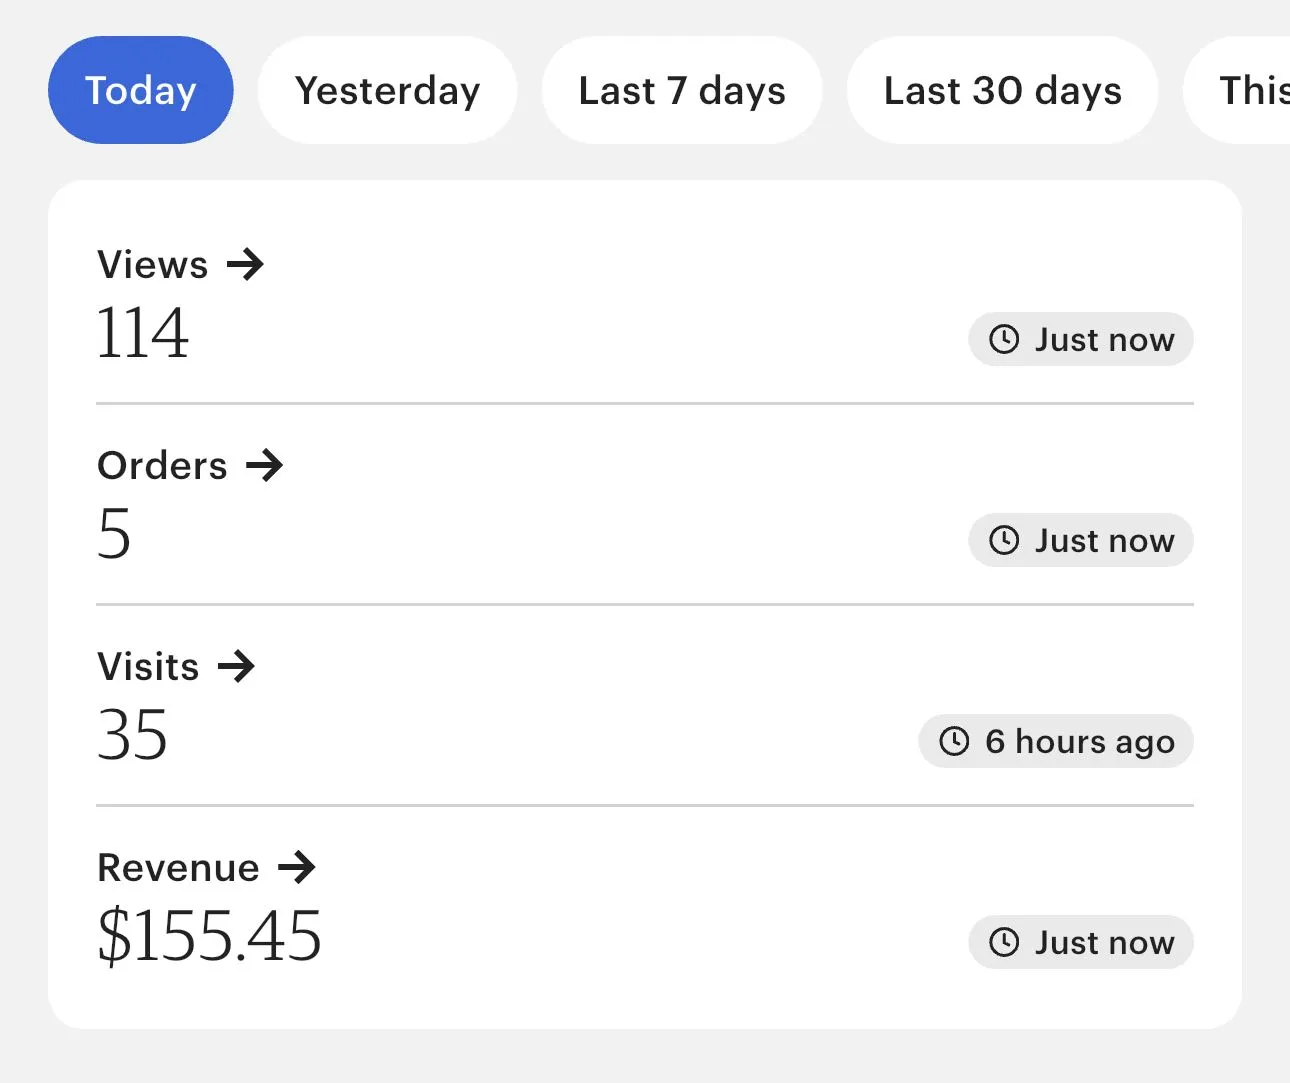 Today Yesterday Last 7 days Last 30 days This
Views →
114
Just now
Orders →
5
Just now
Visits →
35
6 hours ago
Revenue →
$155.45
Just now